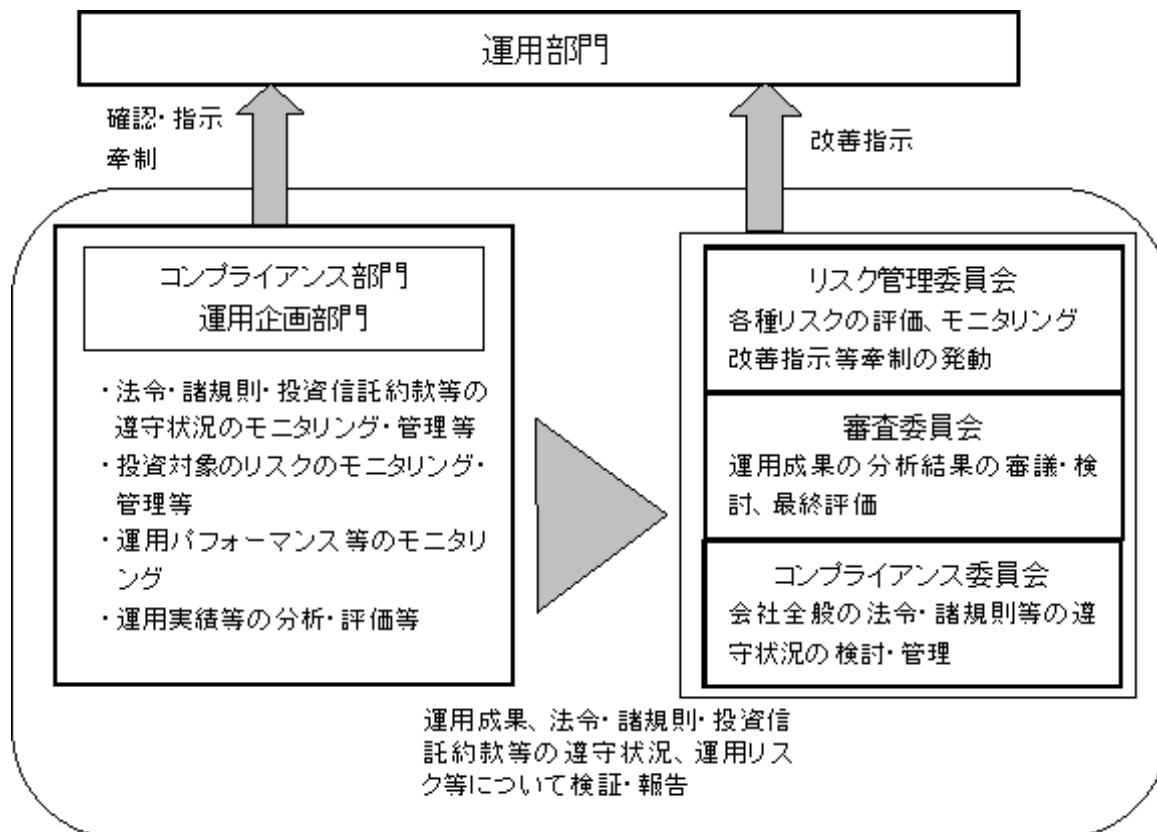 運用部門
確認・指示
牽制
改善指示
コンプライアンス部門
運用企画部門
・法令・諸規則・投資信託約款等の
遵守状況のモニタリング・管理等
・投資対象のリスクのモニタリング・
管理等
・運用パフォーマンス等のモニタリ
ング
・運用実績等の分析・評価等
リスク管理委員会
各種リスクの評価、モニタリング
改善指示等牽制の発動
審査委員会
運用成果の分析結果の審議・検
討、最終評価
コンプライアンス委員会
会社全般の法令・諸規則等の遵
守状況の検討・管理
運用成果、法令・諸規則・投資信
託約款等の遵守状況、運用リス
ク等について検証・報告